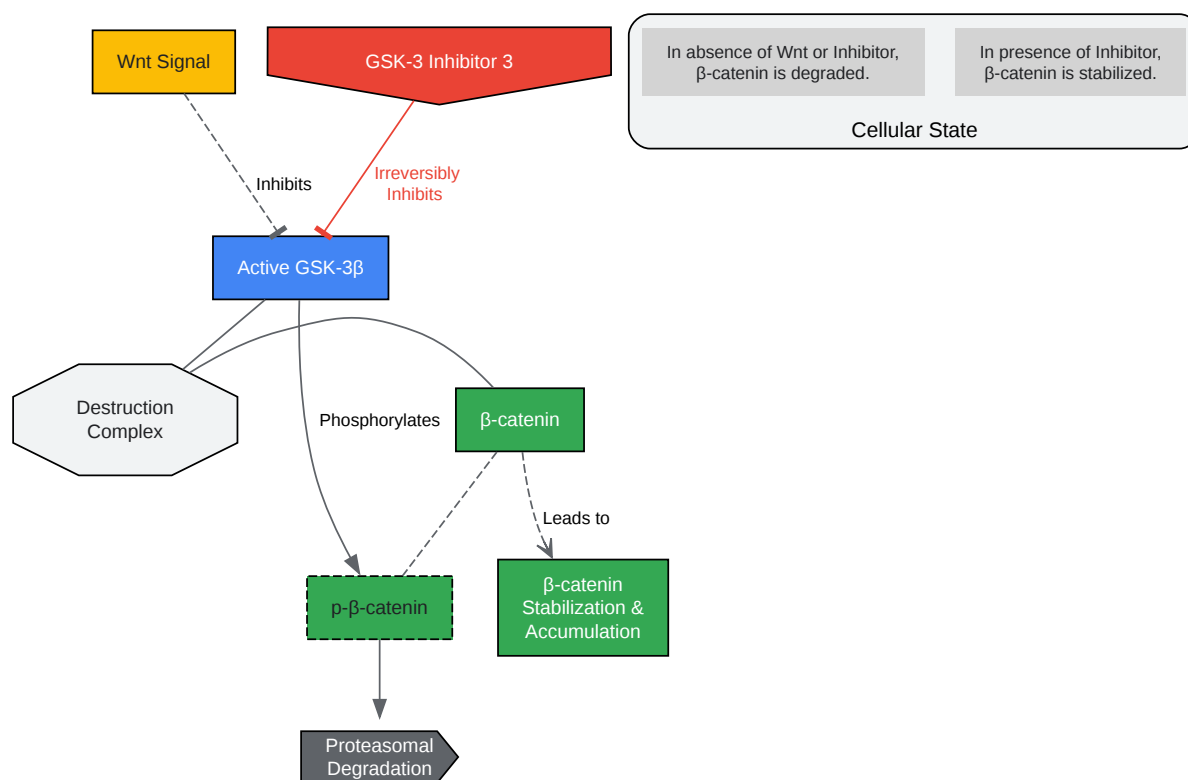 Wnt Signal
GSK-3 Inhibitor 3
In absence of Wnt or Inhibitor,
β-catenin is degraded.
In presence of Inhibitor,
β-catenin is stabilized.
Cellular State
Inhibits
Irreversibly
Inhibits
Active GSK-3β
Destruction
Complex
Phosphorylates
β-catenin
Leads to
β-catenin
Stabilization &
Accumulation
p-β-catenin
Proteasomal
Degradation